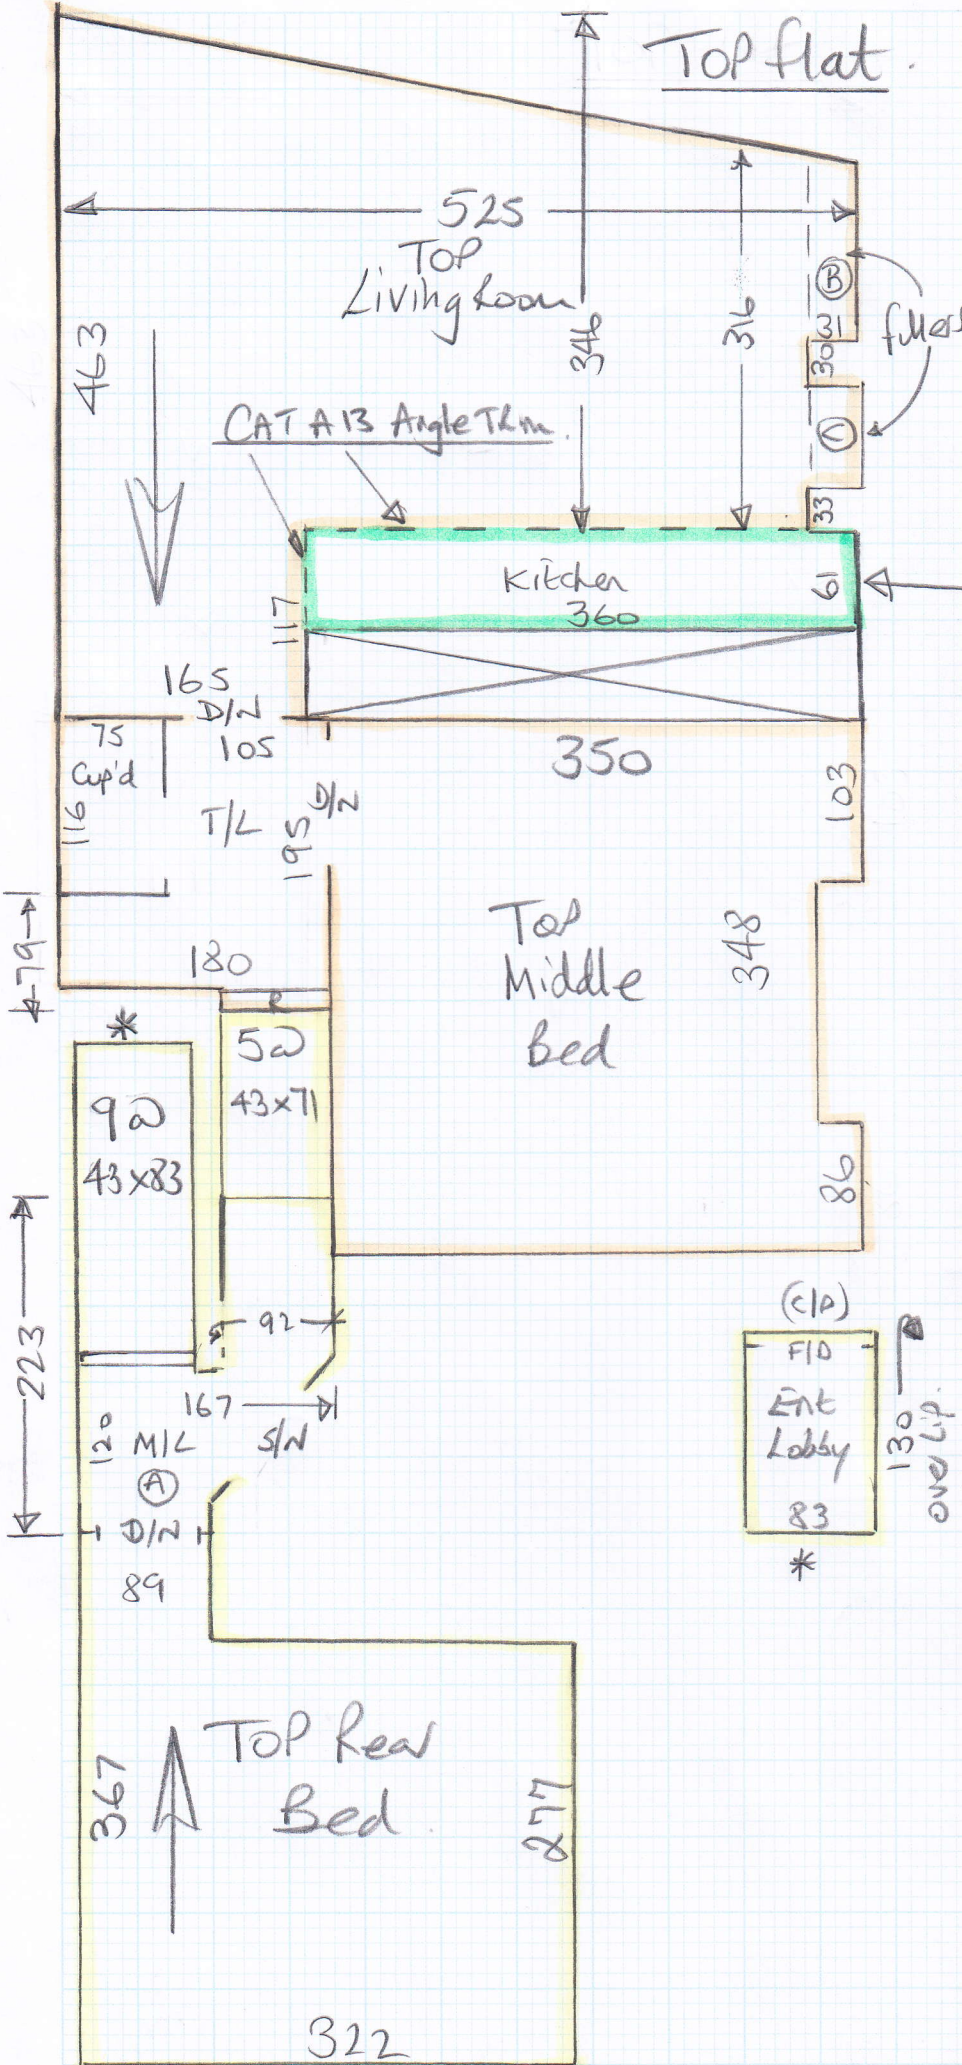 TOP flat.
525
TOP
Living Room
463
346
316
B
31
30
fillers
C
33
CAT A13 Angle Trim.
Kitchen
360
61
117
165
D/N
75
Cup'd
105
116
T/L
195
D/N
350
103
79
180
Top
Middle
Bed
348
R
*
5@
43x71
9@
43x83
86
223
92
167
S/N
120
M/L
A
D/N
89
(C/P)
F/D
Ent
Lobby
83
*
130
over lip.
TOP Rear
Bed.
367
277
322